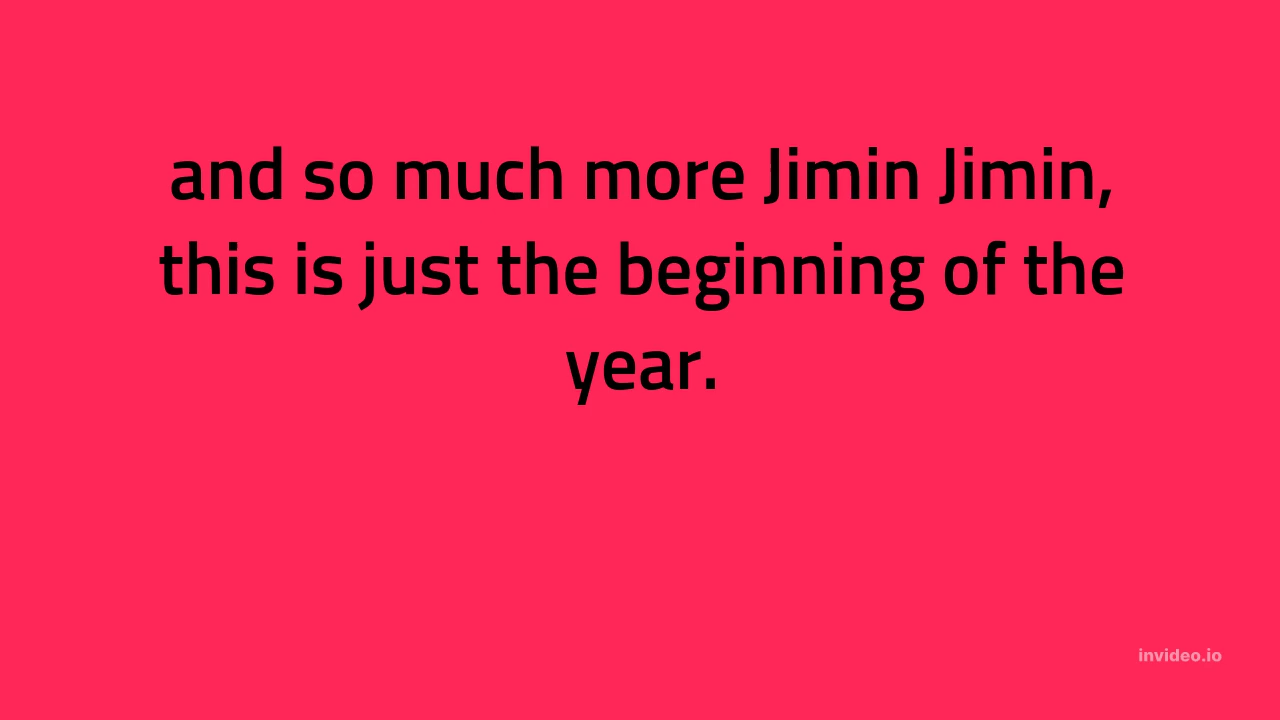 and so much more Jimin Jimin,
this is just the beginning of the
year.
invideo.io